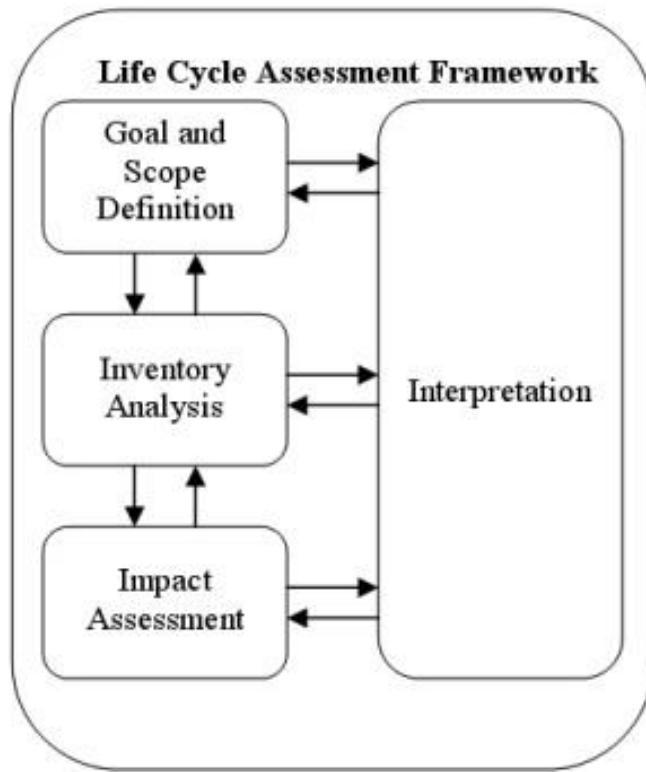 Life Cycle Assessment Framework
Goal and
Scope
Definition
Inventory
Analysis
Interpretation
Impact
Assessment